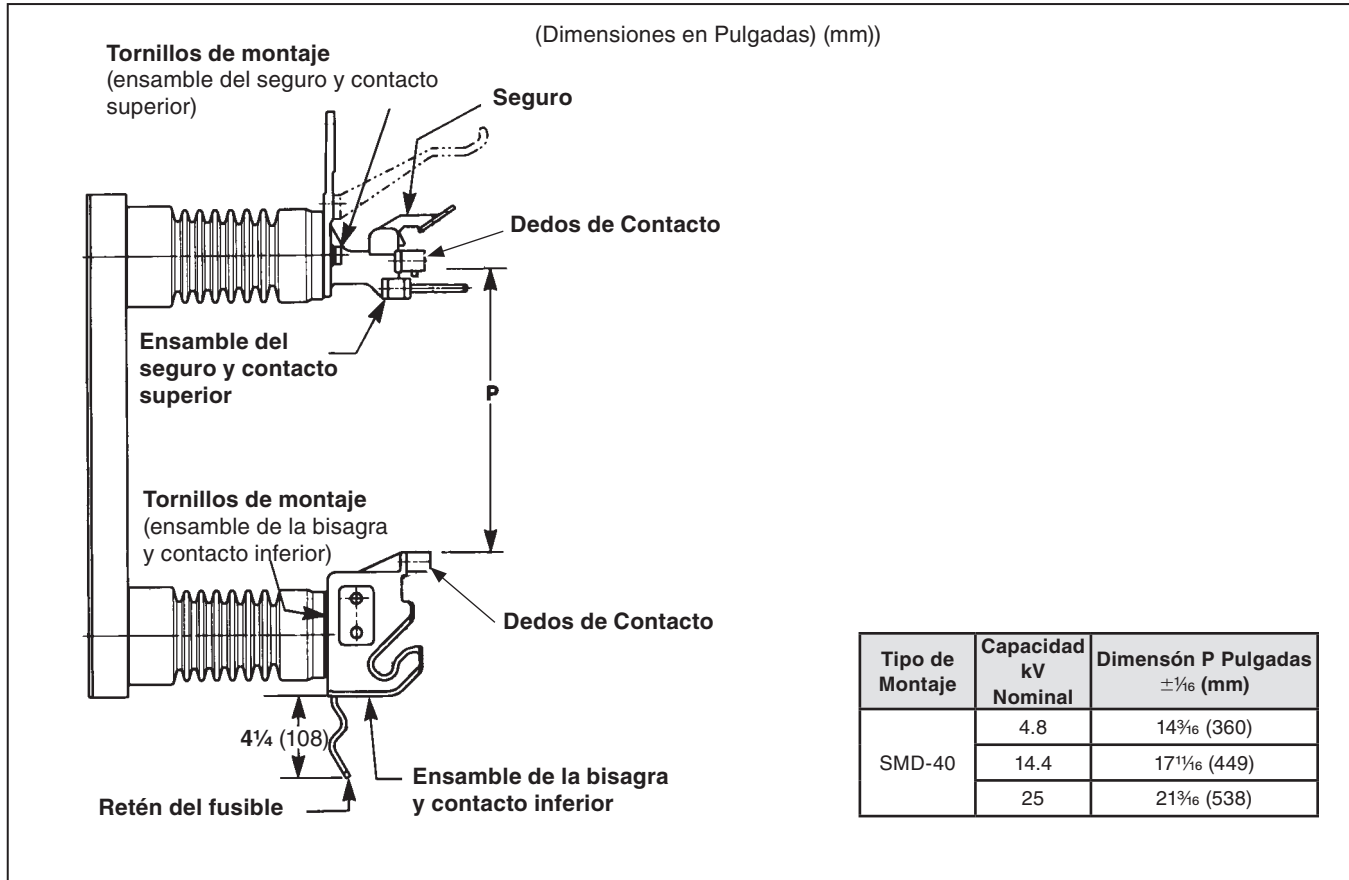 (Dimensiones en Pulgadas) (mm))
Tornillos de montaje
(ensamble del seguro y contacto
superior)
Seguro
Dedos de Contacto
Ensamble del
seguro y contacto
superior
P
Tornillos de montaje
(ensamble de la bisagra
y contacto inferior)
Dedos de Contacto
4¼ (108)
Ensamble de la bisagra
y contacto inferior
Retén del fusible
Tipo de
Montaje
Capacidad
kV
Nominal
Dimensón P Pulgadas
±1⁄16 (mm)
SMD-40
4.8
143⁄16 (360)
14.4
1711⁄16 (449)
25
213⁄16 (538)